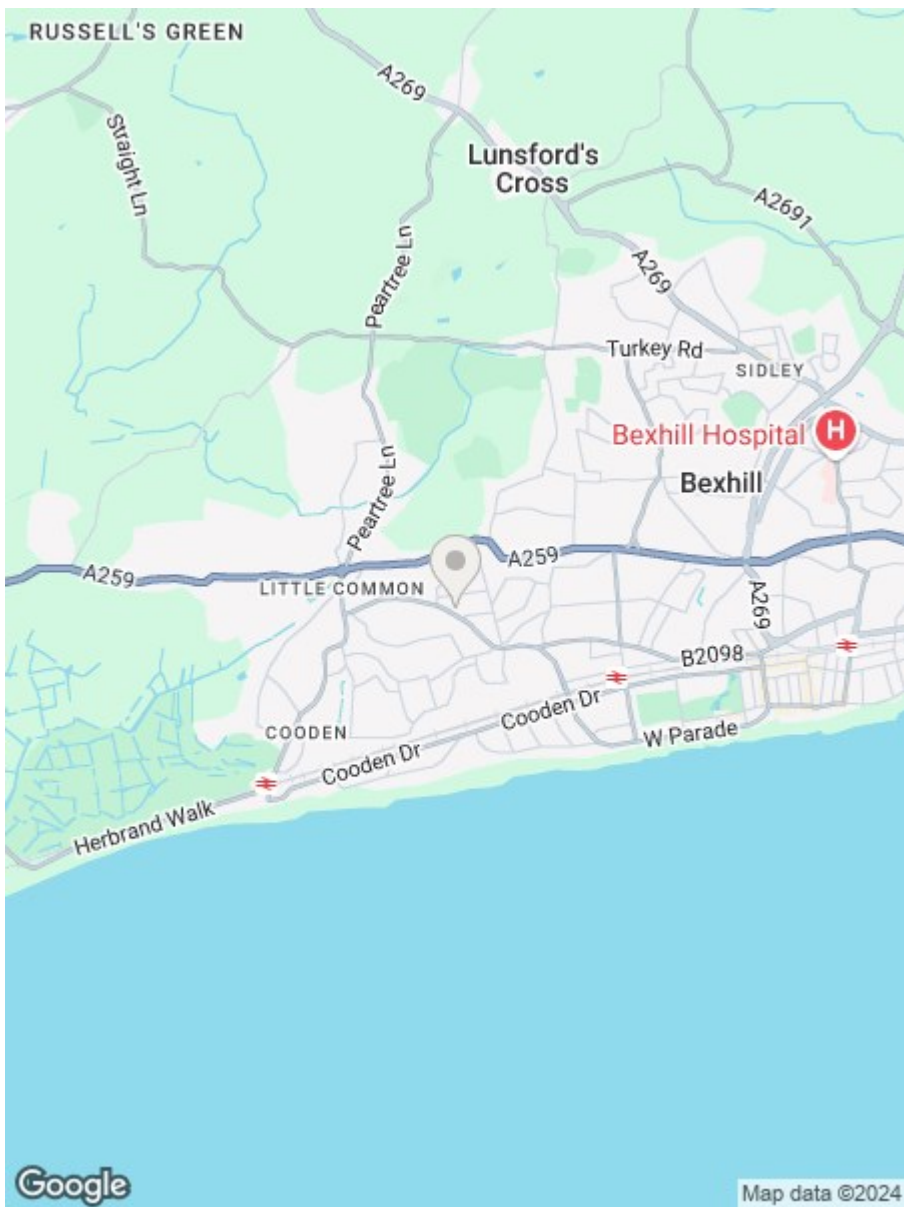 RUSSELL'S GREEN
A269
Straight Ln
Lunsford's
Cross
A2691
A269
Peartree Ln
Turkey Rd
SIDLEY
Bexhill Hospital
H
Bexhill
Peartree Ln
A259
A259
LITTLE COMMON
A269
B2098
Cooden Dr
COODEN
W Parade
Cooden Dr
Herbrand Walk
Google
Map data ©2024